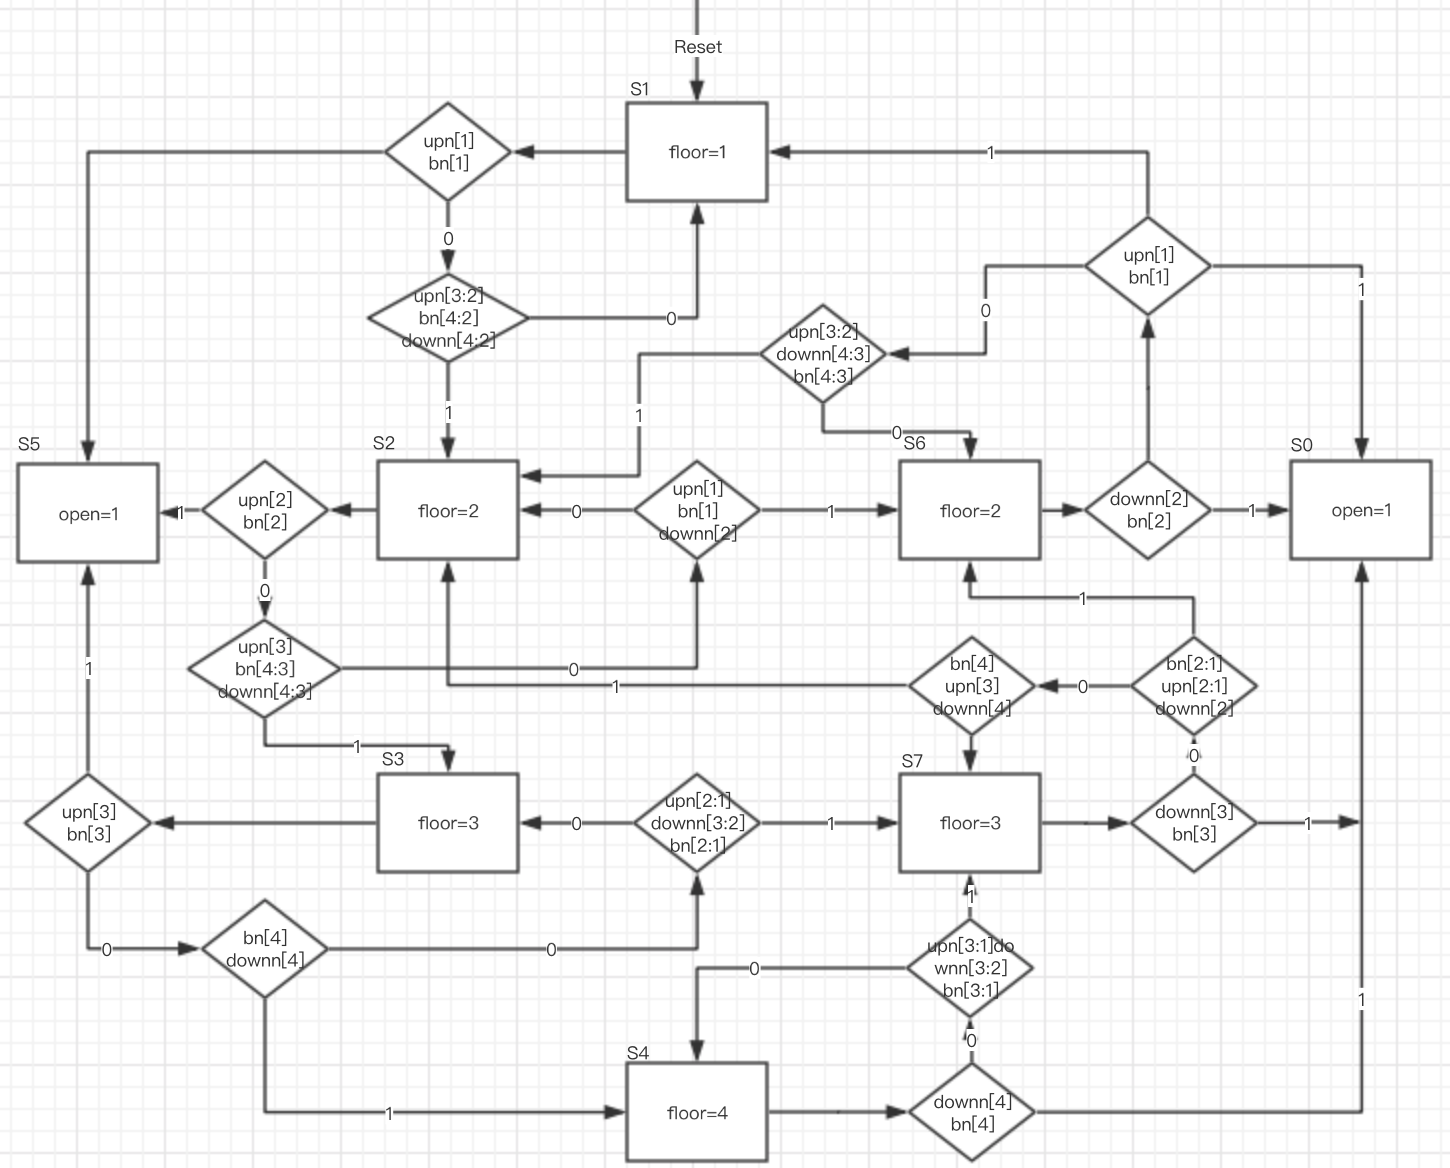 Reset
S1
floor=1
upn[1]
bn[1]
1
0
upn[1]
bn[1]
1
0
upn[3:2]
bn[4:2]
downn[4:2]
0
1
upn[3:2]
downn[4:3]
bn[4:3]
1
0
S5
open=1
1
upn[2]
bn[2]
S2
floor=2
0
upn[1]
bn[1]
downn[2]
1
S6
floor=2
downn[2]
bn[2]
1
S0
open=1
0
1
upn[3]
bn[4:3]
downn[4:3]
0
1
bn[4]
upn[3]
downn[4]
0
bn[2:1]
upn[2:1]
downn[2]
1
1
0
upn[3]
bn[3]
S3
floor=3
0
upn[2:1]
downn[3:2]
bn[2:1]
1
S7
floor=3
downn[3]
bn[3]
1
0
bn[4]
downn[4]
0
1
upn[3:1]do
wnn[3:2]
bn[3:1]
0
1
0
1
S4
floor=4
downn[4]
bn[4]